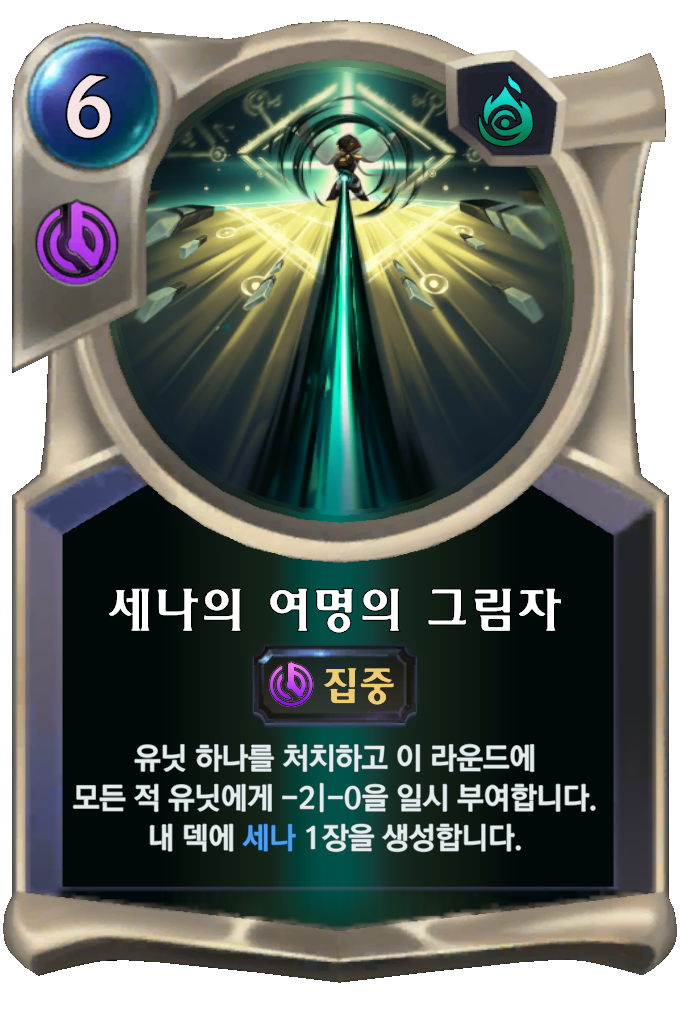 6
세나의 여명의 그림자
집중
유닛 하나를 처치하고 이 라운드에
모든 적 유닛에게 -2|-0을 일시 부여합니다.
내 덱에 세나 1장을 생성합니다.